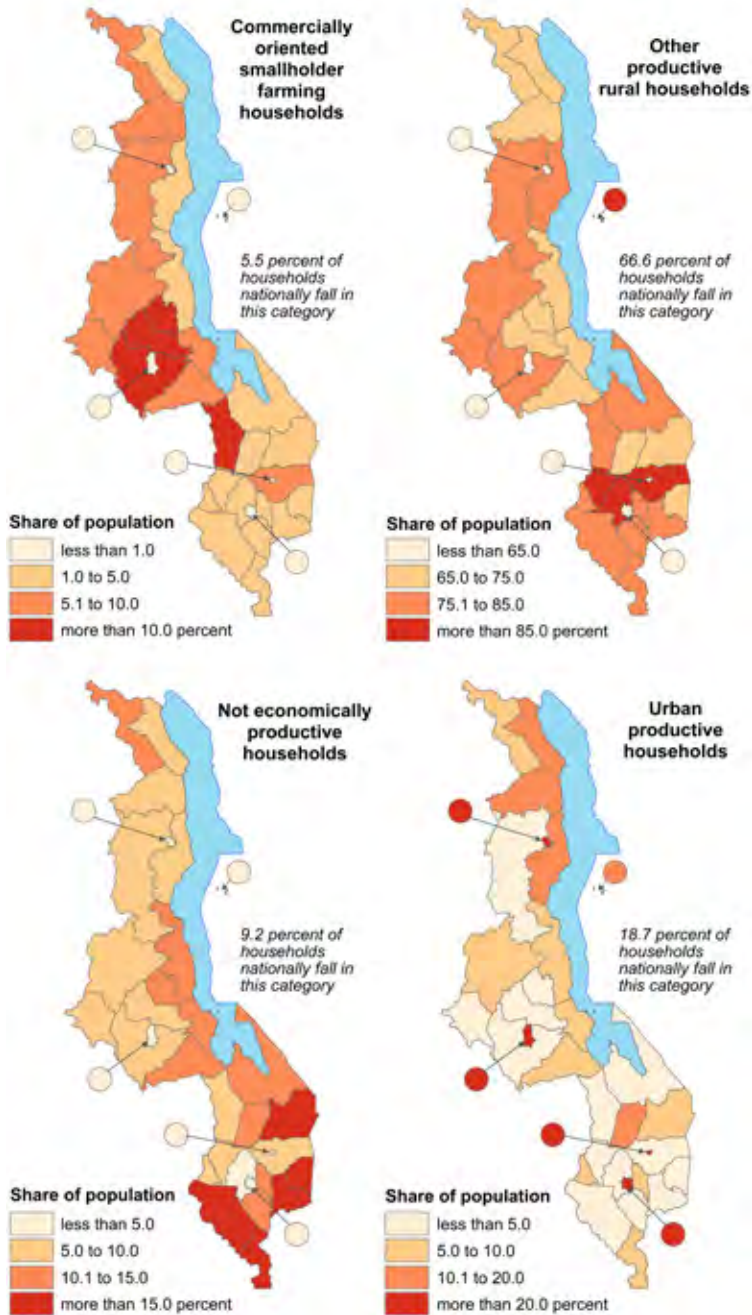 Commercially
oriented
smallholder
farming
households
5.5 percent of
households
nationally fall in
this category
Share of population
less than 1.0
1.0 to 5.0
5.1 to 10.0
more than 10.0 percent
Other
productive
rural households
66.6 percent of
households
nationally fall in
this category
Share of population
less than 65.0
65.0 to 75.0
75.1 to 85.0
more than 85.0 percent
Not economically
productive
households
9.2 percent of
households
nationally fall in
this category
Share of population
less than 5.0
5.0 to 10.0
10.1 to 15.0
more than 15.0 percent
Urban
productive
households
18.7 percent of
households
nationally fall in
this category
Share of population
less than 5.0
5.0 to 10.0
10.1 to 20.0
more than 20.0 percent